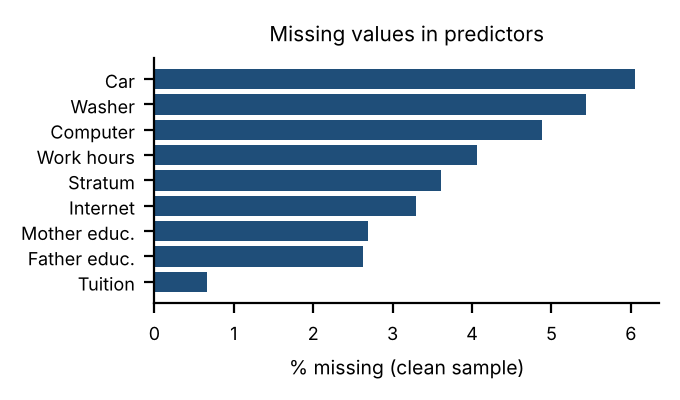 Missing values in predictors
Car
Washer
Computer
Work hours
Stratum
Internet
Mother educ.
Father educ.
Tuition
0 1 2 3 4 5 6
% missing (clean sample)